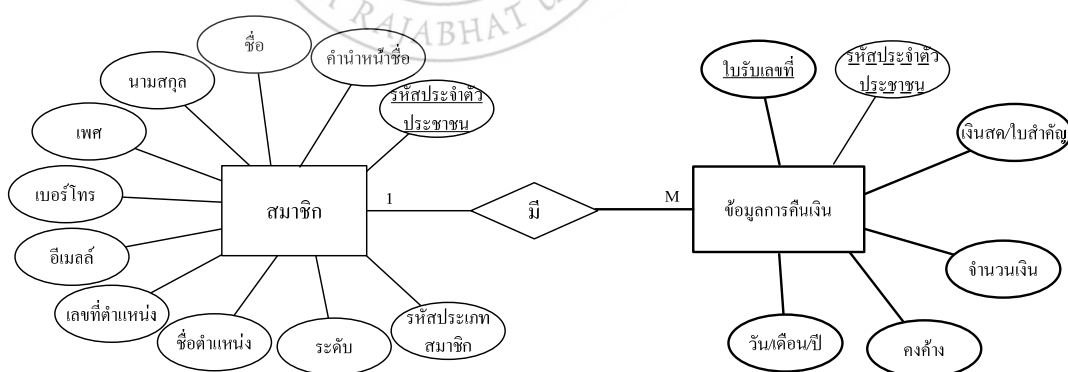 RAJABHAT U
ชื่อ
คำนำหน้าชื่อ
นามสกุล
รหัสประจำตัว
ประชาชน
เพศ
เบอร์โทร
อีเมลล์
เลขที่ตำแหน่ง
ชื่อตำแหน่ง
ระดับ
รหัสประเภท
สมาชิก
สมาชิก
1
มี
M
ข้อมูลการคืนเงิน
ใบรับเลขที่
รหัสประจำตัว
ประชาชน
เงินสด/ใบสำคัญ
จำนวนเงิน
คงค้าง
วัน/เดือน/ปี